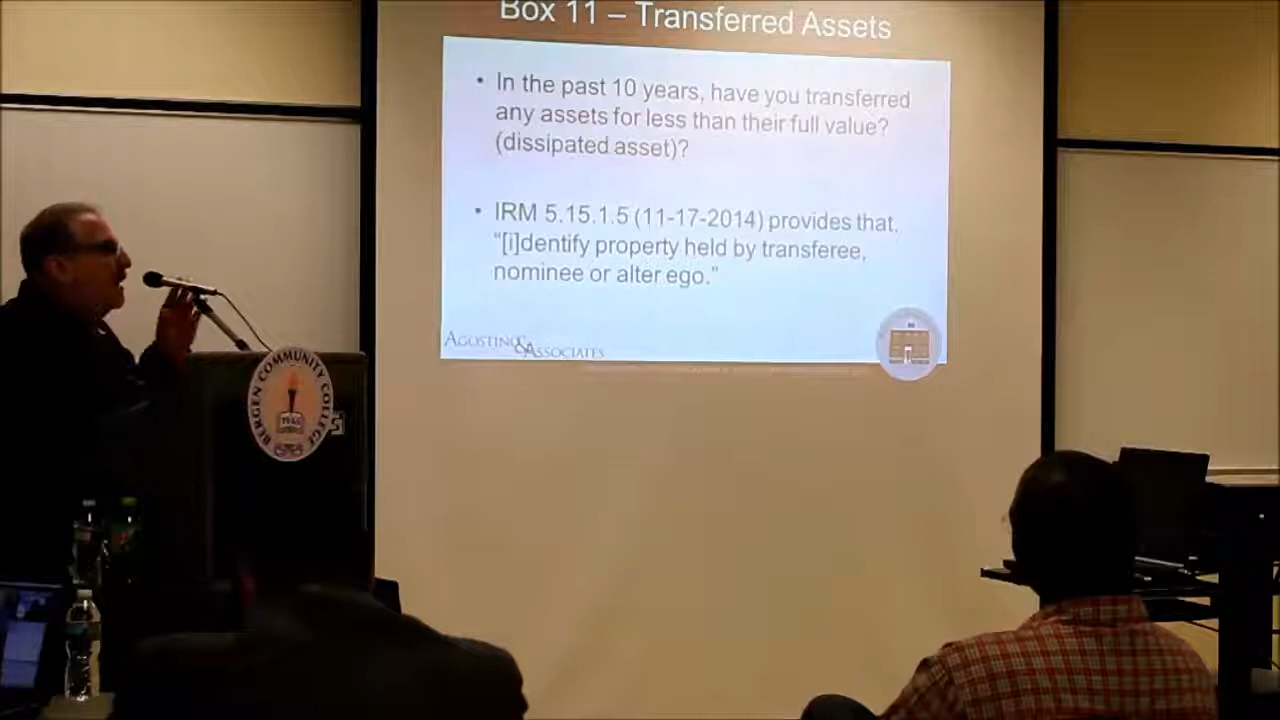 Box 11 – Transferred Assets
• In the past 10 years, have you transferred
any assets for less than their full value?
(dissipated asset)?
• IRM 5.15.1.5 (11-17-2014) provides that,
“[i]dentify property held by transferee,
nominee or alter ego.”
AGOSTINO & ASSOCIATES
BERGEN COMMUNITY COLLEGE